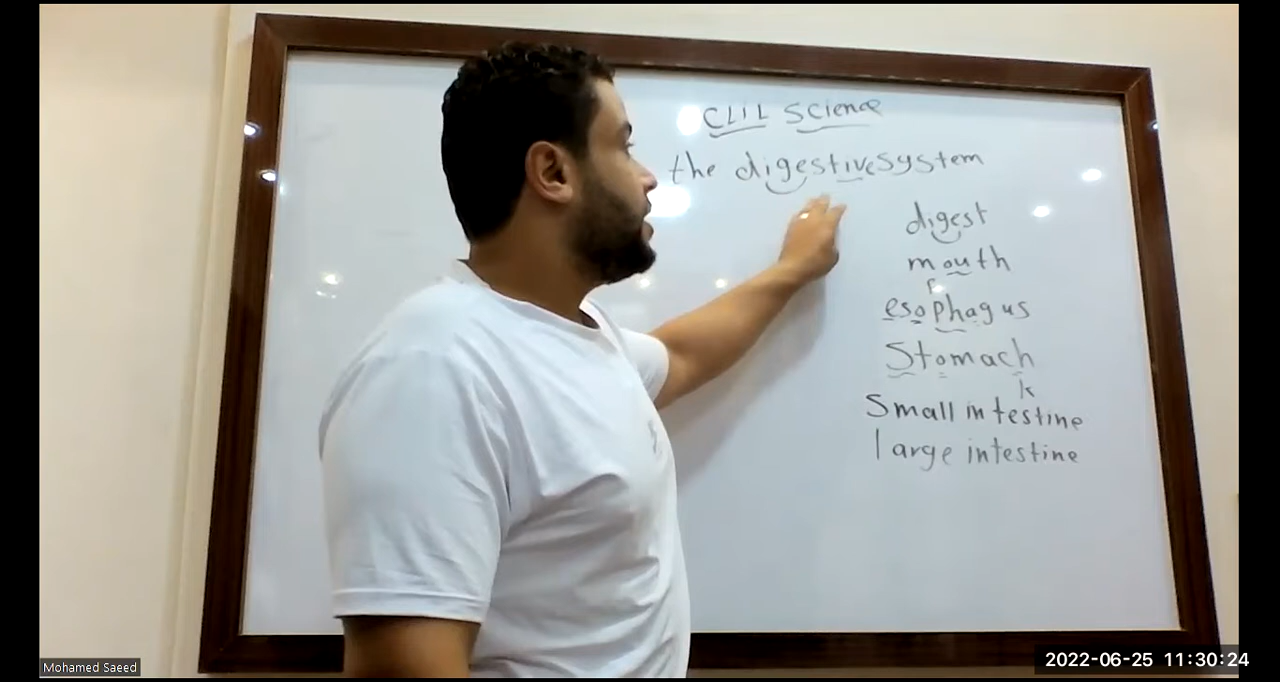 CLIL Science
the digestive system
digest
mouth
F
esophagus
Stomach
k
Small intestine
large intestine
Mohamed Saeed
2022-06-25 11:30:24